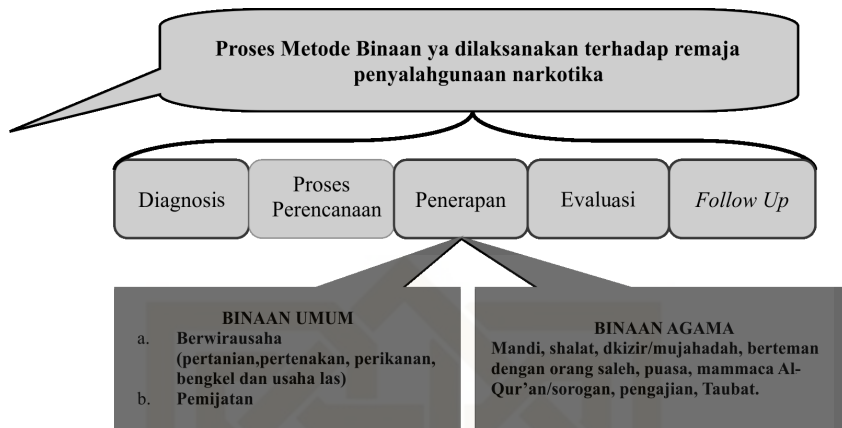 Proses Metode Binaan ya dilaksanakan terhadap remaja
penyalahgunaan narkotika
Diagnosis
Proses
Perencanaan
Penerapan
Evaluasi
Follow Up
BINAAN UMUM
a. Berwirausaha
(pertanian,pertenakan, perikanan,
bengkel dan usaha las)
b. Pemijatan
BINAAN AGAMA
Mandi, shalat, dkizir/mujahadah, berteman
dengan orang saleh, puasa, mammaca Al-
Qur’an/sorogan, pengajian, Taubat.